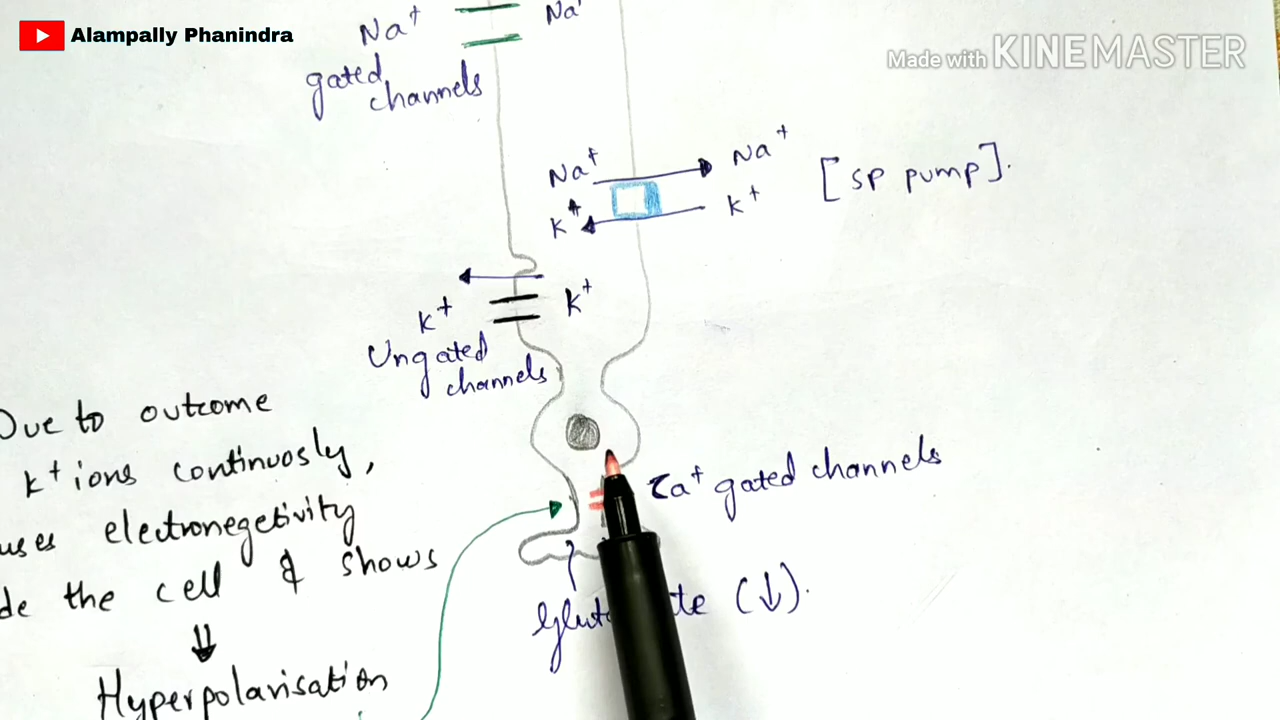 Alampally Phanindra
Made with KINEMASTER
Na+
Na+
gated
channels
Na+
Na+
[SP pump].
K+
K+
K+
K+
Ungated
channels
Due to outcome
K+ ions continuosly,
electronegetivity
the cell & shows
⇓
Hyperpolarisation
Ca+ gated channels
(↓).